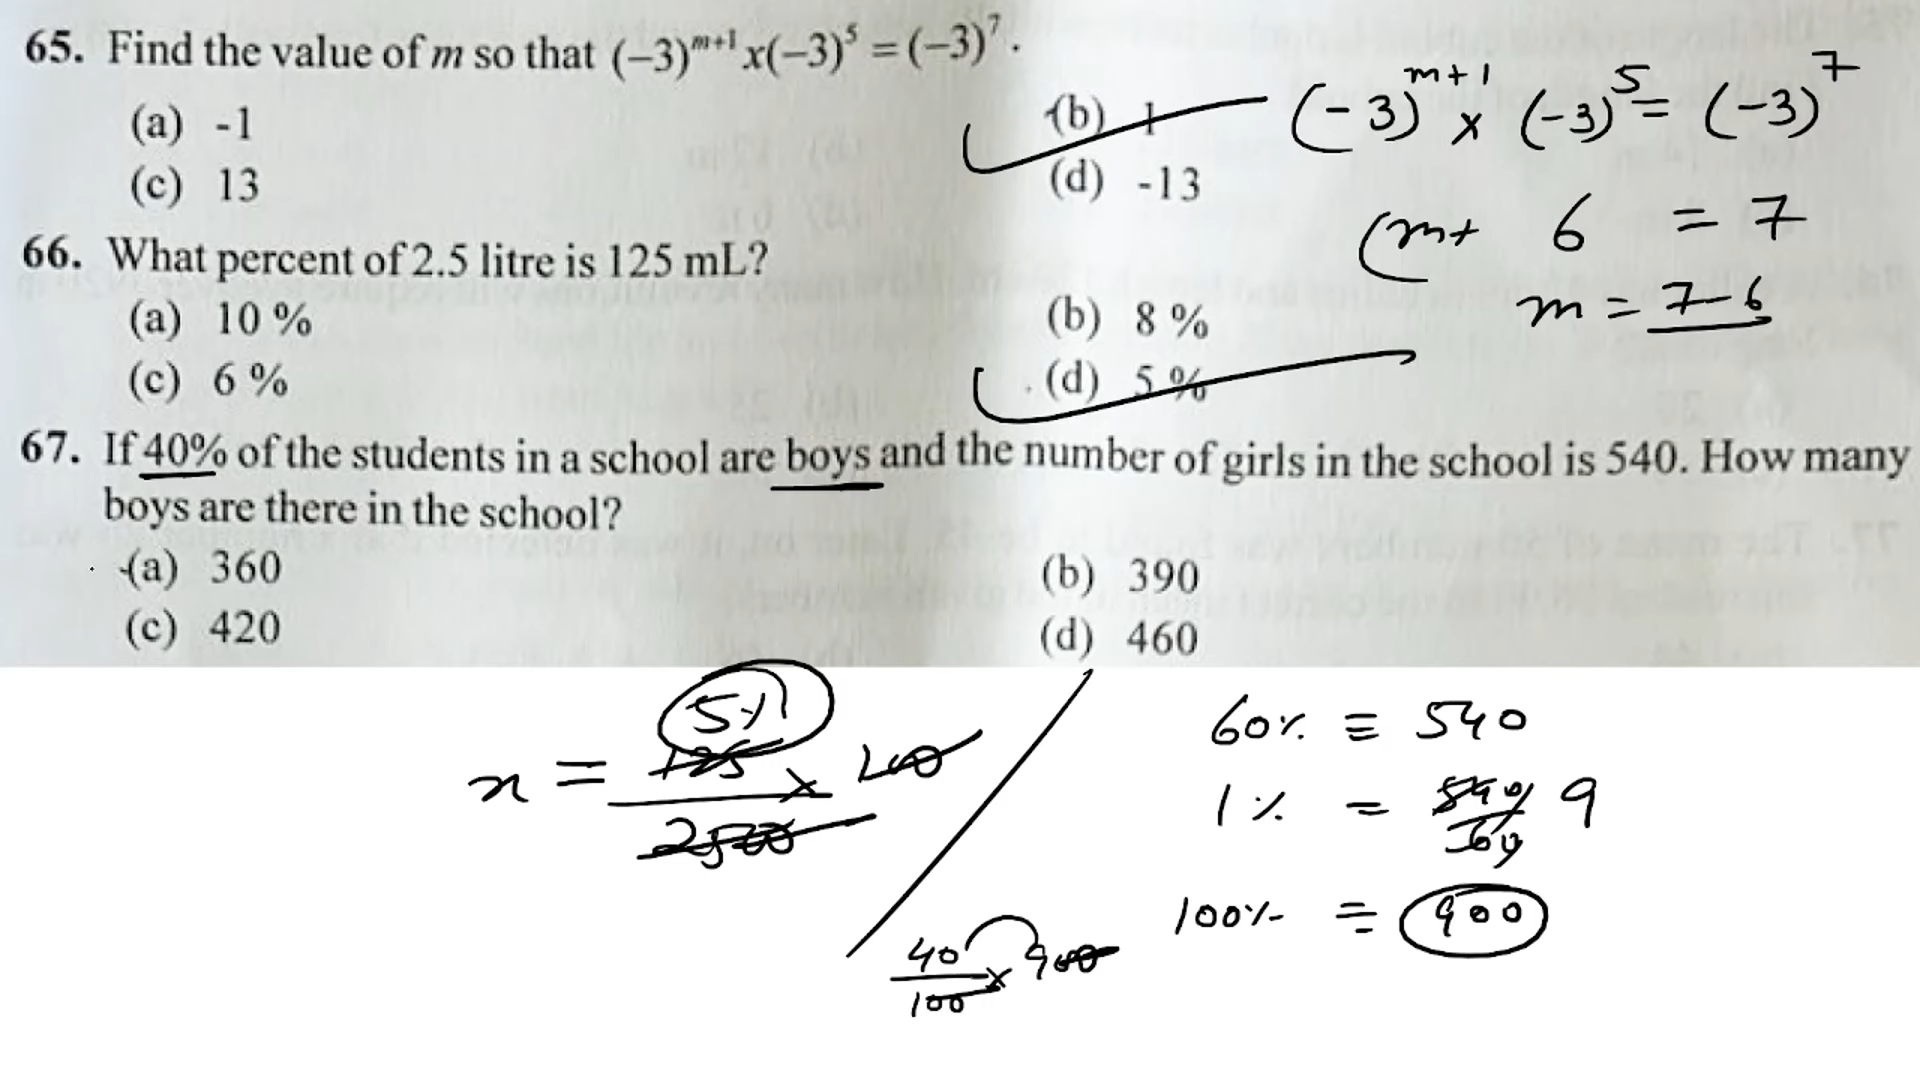 65. Find the value of m so that (–3)ᵐ⁺¹ x(–3)⁵ = (–3)⁷.
(a) -1
(b) 1
(c) 13
(d) -13
(-3)ᵐ⁺¹ × (-3)⁵ = (-3)⁷
(m+ 6 = 7
m = 7-6
66. What percent of 2.5 litre is 125 mL?
(a) 10 %
(b) 8 %
(c) 6 %
(d) 5 %
67. If 40% of the students in a school are boys and the number of girls in the school is 540. How many
boys are there in the school?
(a) 360
(b) 390
(c) 420
(d) 460
5%
x = 125 × 100
2500
60% ≡ 540
1% = 540 9
60
100% = 900
40 × 900
100